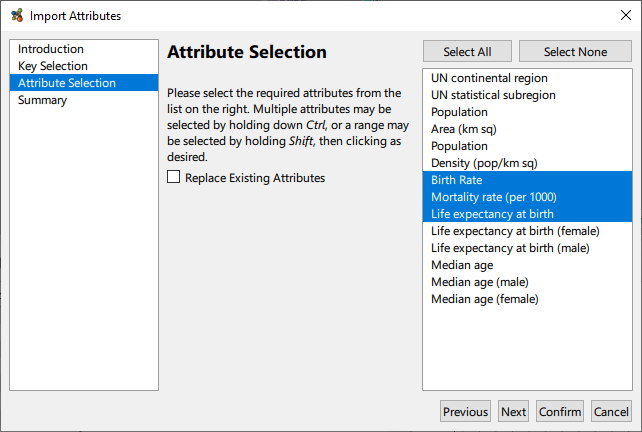 Import Attributes
Introduction
Key Selection
Attribute Selection
Summary
Attribute Selection
Please select the required attributes from the
list on the right. Multiple attributes may be
selected by holding down Ctrl, or a range may
be selected by holding Shift, then clicking as
desired.
Replace Existing Attributes
Select All
Select None
UN continental region
UN statistical subregion
Population
Area (km sq)
Population
Density (pop/km sq)
Birth Rate
Mortality rate (per 1000)
Life expectancy at birth
Life expectancy at birth (female)
Life expectancy at birth (male)
Median age
Median age (male)
Median age (female)
Previous
Next
Confirm
Cancel